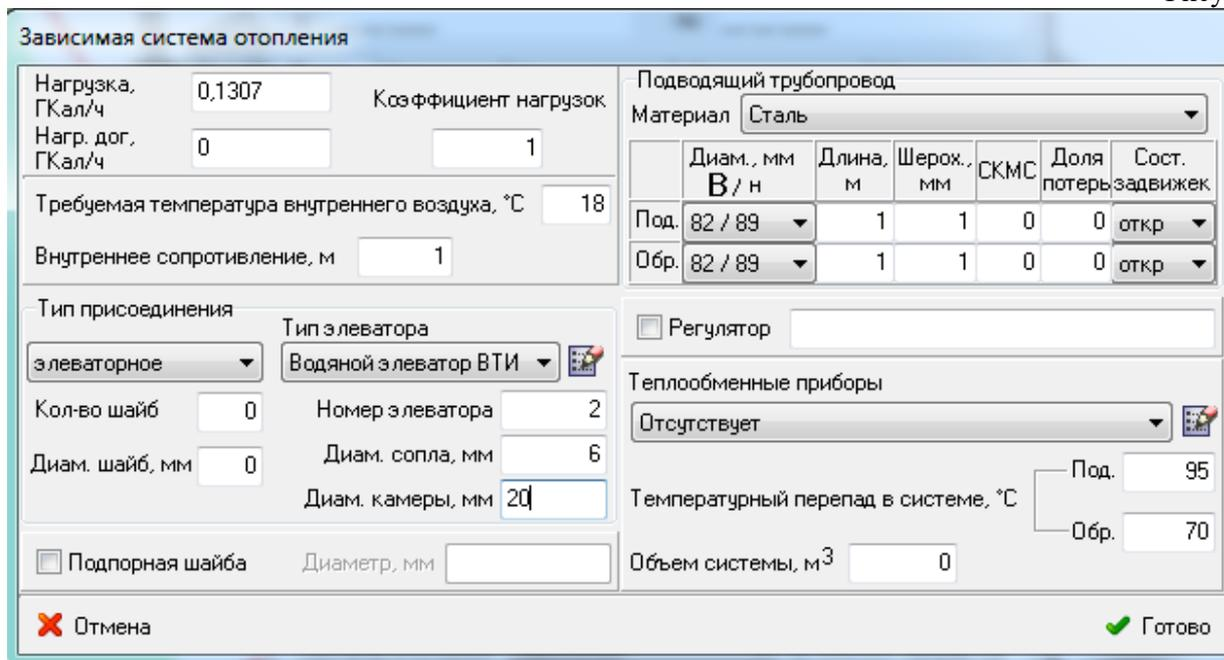 Зависимая система отопления
Нагрузка, ГКал/ч 0,1307
Коэффициент нагрузок
Нагр. дог, ГКал/ч 0 1
Требуемая температура внутреннего воздуха, °C 18
Внутреннее сопротивление, м 1
Тип присоединения
Тип элеватора
элеваторное Водяной элеватор ВТИ
Кол-во шайб 0 Номер элеватора 2
Диам. шайб, мм 0 Диам. сопла, мм 6
Диам. камеры, мм 20
Подпорная шайба Диаметр, мм
Подводящий трубопровод
Материал Сталь
Диам., мм В / н Длина, м Шерох., мм СКМС Доля потерь Сост. задвижек
Под. 82 / 89 1 1 0 0 откр
Обр. 82 / 89 1 1 0 0 откр
Регулятор
Теплообменные приборы
Отсутствует
Под. 95
Температурный перепад в системе, °C
Обр. 70
Объем системы, м3 0
Отмена
Готово